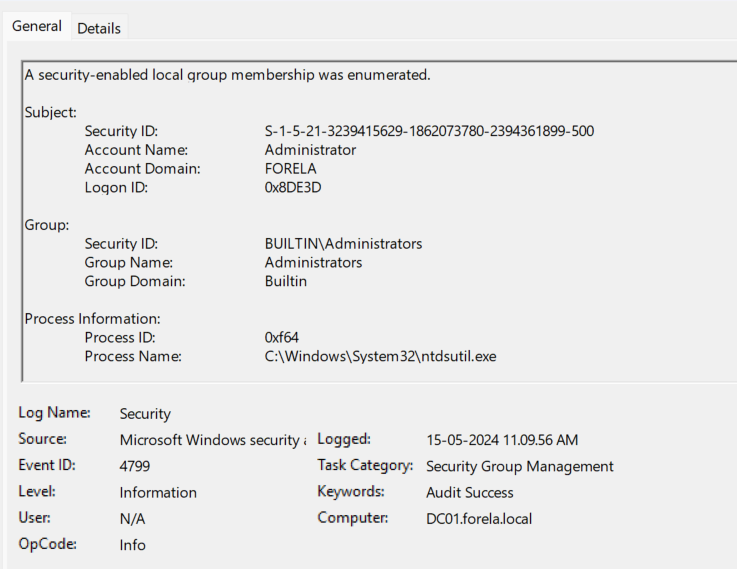 General Details
A security-enabled local group membership was enumerated.
Subject:
Security ID: S-1-5-21-3239415629-1862073780-2394361899-500
Account Name: Administrator
Account Domain: FORELA
Logon ID: 0x8DE3D
Group:
Security ID: BUILTIN\Administrators
Group Name: Administrators
Group Domain: Builtin
Process Information:
Process ID: 0xf64
Process Name: C:\Windows\System32\ntdsutil.exe
Log Name: Security
Source: Microsoft Windows security Logged: 15-05-2024 11.09.56 AM
Event ID: 4799 Task Category: Security Group Management
Level: Information Keywords: Audit Success
User: N/A Computer: DC01.forela.local
OpCode: Info